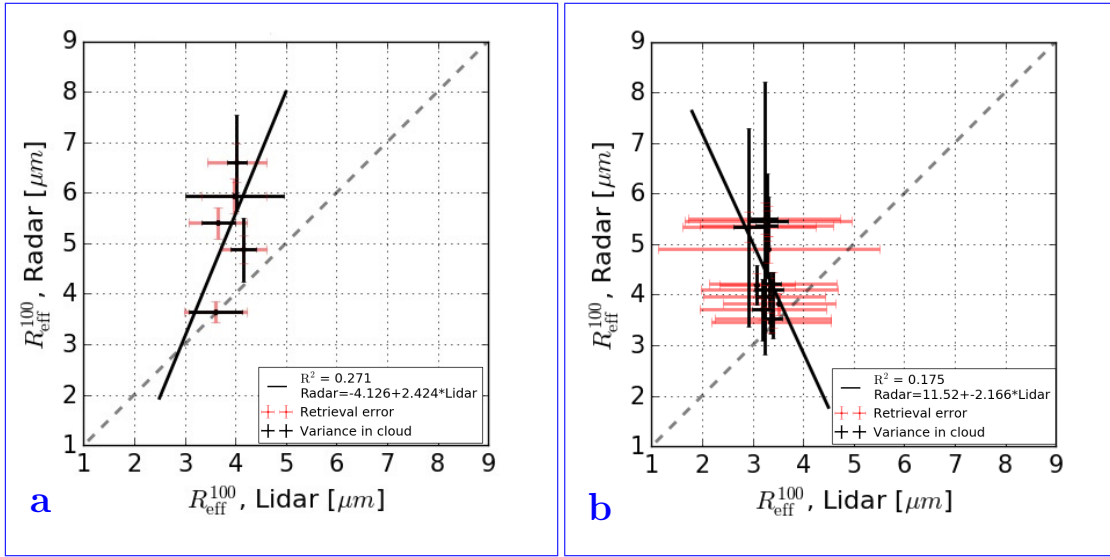 9
8
7
6
5
4
3
2
1
1 2 3 4 5 6 7 8 9
R_eff^100, Radar [μm]
R_eff^100, Lidar [μm]
R² = 0.271
Radar=-4.126+2.424*Lidar
Retrieval error
Variance in cloud
a
9
8
7
6
5
4
3
2
1
1 2 3 4 5 6 7 8 9
R_eff^100, Radar [μm]
R_eff^100, Lidar [μm]
R² = 0.175
Radar=11.52+-2.166*Lidar
Retrieval error
Variance in cloud
b